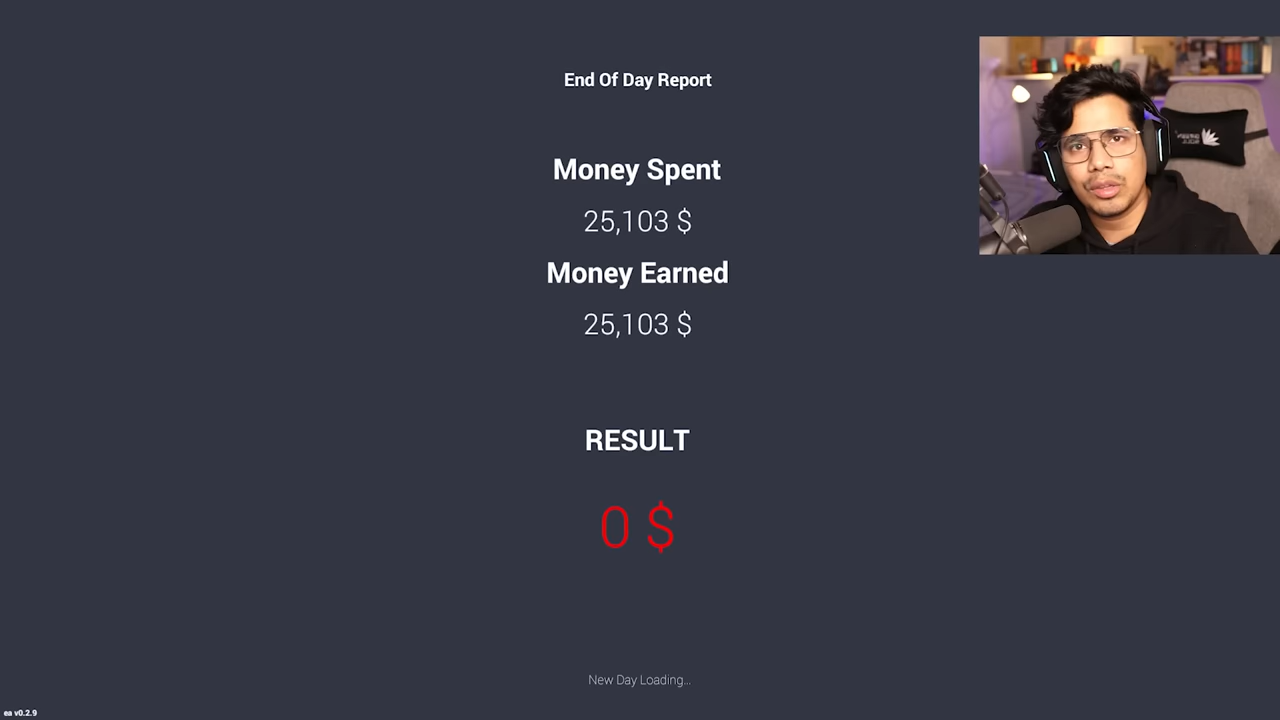 End Of Day Report
Money Spent
25,103 $
Money Earned
25,103 $
RESULT
0 $
New Day Loading...
ea v0.2.9